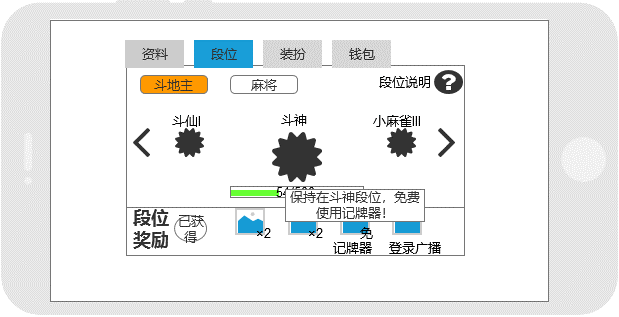 资料 段位 装扮 钱包
斗地主 麻将 段位说明 ?
斗仙I 斗神 小麻雀III
保持在斗神段位，免费
使用记牌器！
段位
奖励
已获
得
×2 ×2 免
记牌器 登录广播